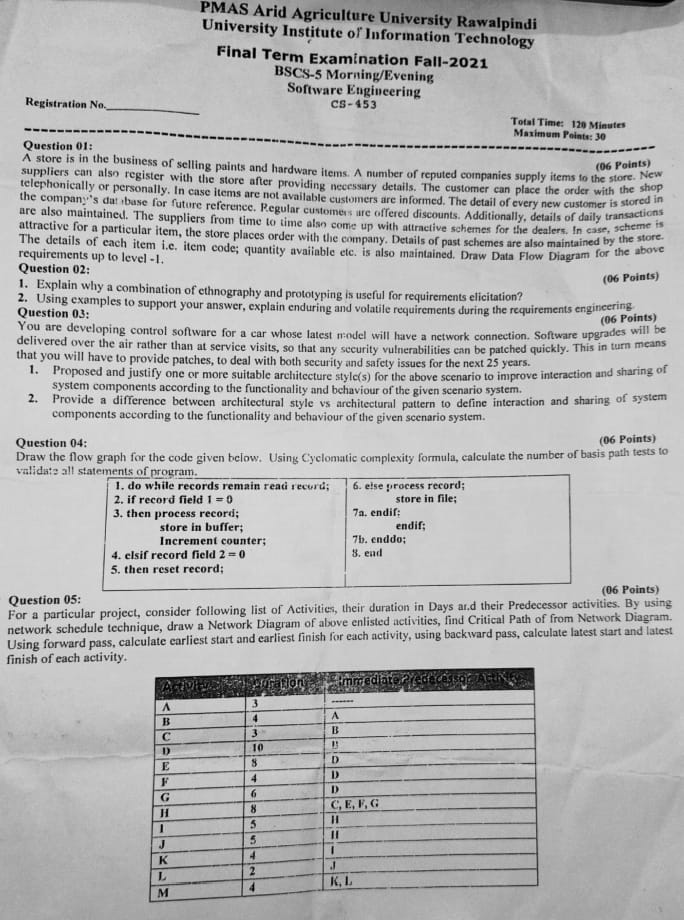 PMAS Arid Agriculture University Rawalpindi
University Institute of Information Technology
Final Term Examination Fall-2021
BSCS-5 Morning/Evening
Software Engineering
Registration No.____________
CS-453
Total Time: 120 Minutes
Maximum Points: 30
Question 01:
(06 Points)
A store is in the business of selling paints and hardware items. A number of reputed companies supply items to the store. New
suppliers can also register with the store after providing necessary details. The customer can place the order with the shop
telephonically or personally. In case items are not available customers are informed. The detail of every new customer is stored in
the company's database for future reference. Regular customers are offered discounts. Additionally, details of daily transactions
are also maintained. The suppliers from time to time also come up with attractive schemes for the dealers. In case, scheme is
attractive for a particular item, the store places order with the company. Details of past schemes are also maintained by the store.
The details of each item i.e. item code; quantity available etc. is also maintained. Draw Data Flow Diagram for the above
requirements up to level -1.
Question 02:
(06 Points)
1. Explain why a combination of ethnography and prototyping is useful for requirements elicitation?
2. Using examples to support your answer, explain enduring and volatile requirements during the requirements engineering.
Question 03:
(06 Points)
You are developing control software for a car whose latest model will have a network connection. Software upgrades will be
delivered over the air rather than at service visits, so that any security vulnerabilities can be patched quickly. This in turn means
that you will have to provide patches, to deal with both security and safety issues for the next 25 years.
1. Proposed and justify one or more suitable architecture style(s) for the above scenario to improve interaction and sharing of
system components according to the functionality and behaviour of the given scenario system.
2. Provide a difference between architectural style vs architectural pattern to define interaction and sharing of system
components according to the functionality and behaviour of the given scenario system.
Question 04:
(06 Points)
Draw the flow graph for the code given below. Using Cyclomatic complexity formula, calculate the number of basis path tests to
validate all statements of program.
1. do while records remain read record;
2. if record field 1 = 0
3. then process record;
store in buffer;
Increment counter;
4. elsif record field 2 = 0
5. then reset record;
6. else process record;
store in file;
7a. endif;
endif;
7b. enddo;
8. end
Question 05:
(06 Points)
For a particular project, consider following list of Activities, their duration in Days and their Predecessor activities. By using
network schedule technique, draw a Network Diagram of above enlisted activities, find Critical Path of from Network Diagram.
Using forward pass, calculate earliest start and earliest finish for each activity, using backward pass, calculate latest start and latest
finish of each activity.
Activity Duration Immediate Predecessor Activity
A 3 ------
B 4 A
C 3 B
D 10
E 8 D
F 4 D
G 6 D
H 8 C, E, F, G
I 5 H
J 5 H
K 4 I
L 2 J
M 4 K, L